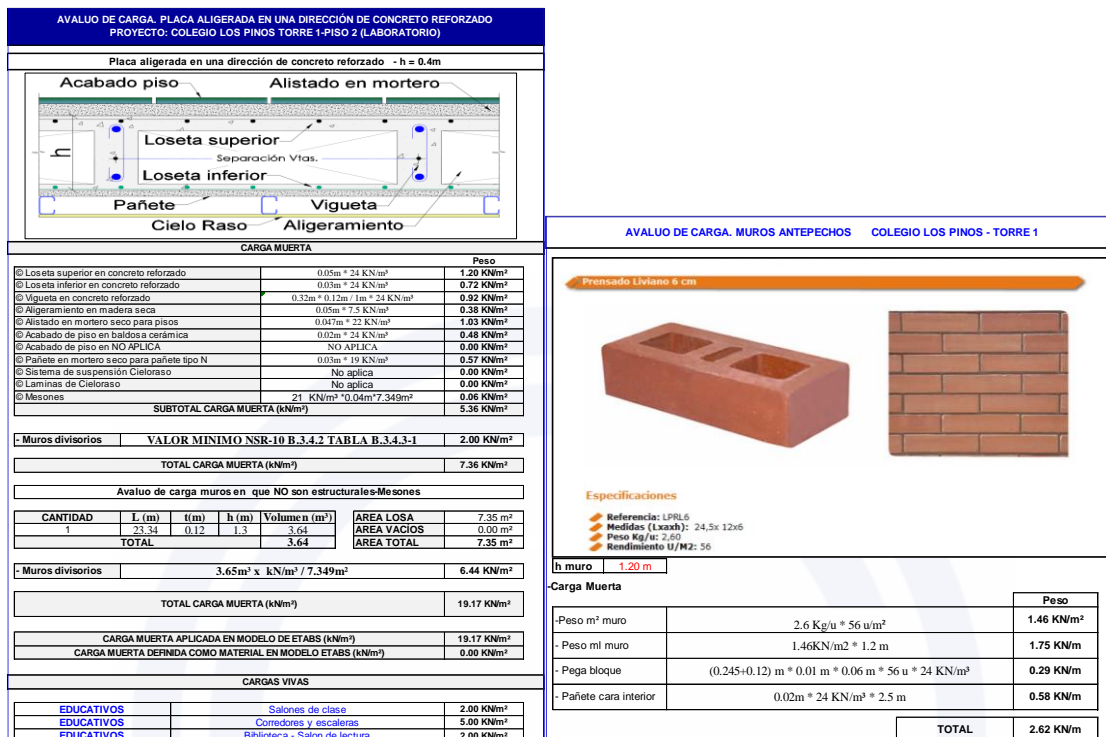 AVALUO DE CARGA. PLACA ALIGERADA EN UNA DIRECCIÓN DE CONCRETO REFORZADO
PROYECTO: COLEGIO LOS PINOS TORRE 1-PISO 2 (LABORATORIO)
Placa aligerada en una dirección de concreto reforzado - h = 0.4m
Acabado piso
Alistado en mortero
h
Loseta superior
Separación Vtas.
Loseta inferior
Pañete
Vigueta
Cielo Raso
Aligeramiento
CARGA MUERTA
Peso
© Loseta superior en concreto reforzado 0.05m * 24 KN/m³ 1.20 KN/m²
© Loseta inferior en concreto reforzado 0.03m * 24 KN/m³ 0.72 KN/m²
© Vigueta en concreto reforzado 0.32m * 0.12m / 1m * 24 KN/m³ 0.92 KN/m²
© Aligeramiento en madera seca 0.05m * 7.5 KN/m³ 0.38 KN/m²
© Alistado en mortero seco para pisos 0.047m * 22 KN/m³ 1.03 KN/m²
© Acabado de piso en baldosa cerámica 0.02m * 24 KN/m³ 0.48 KN/m²
© Acabado de piso en NO APLICA NO APLICA 0.00 KN/m²
© Pañete en mortero seco para pañete tipo N 0.03m * 19 KN/m³ 0.57 KN/m²
© Sistema de suspensión Cieloraso No aplica 0.00 KN/m²
© Laminas de Cieloraso No aplica 0.00 KN/m²
© Mesones 21 KN/m³ *0.04m*7.349m² 0.06 KN/m²
SUBTOTAL CARGA MUERTA (kN/m²) 5.36 KN/m²
- Muros divisorios VALOR MINIMO NSR-10 B.3.4.2 TABLA B.3.4.3-1 2.00 KN/m²
TOTAL CARGA MUERTA (kN/m²) 7.36 KN/m²
Avaluo de carga muros en que NO son estructurales-Mesones
CANTIDAD L (m) t(m) h (m) Volumen (m³) AREA LOSA 7.35 m²
1 23.34 0.12 1.3 3.64 AREA VACIOS 0.00 m²
TOTAL 3.64 AREA TOTAL 7.35 m²
- Muros divisorios 3.65m³ x kN/m³ / 7.349m² 6.44 KN/m²
TOTAL CARGA MUERTA (kN/m²) 19.17 KN/m²
CARGA MUERTA APLICADA EN MODELO DE ETABS (kN/m²) 19.17 KN/m²
CARGA MUERTA DEFINIDA COMO MATERIAL EN MODELO ETABS (kN/m²) 0.00 KN/m²
CARGAS VIVAS
EDUCATIVOS Salones de clase 2.00 KN/m²
EDUCATIVOS Corredores y escaleras 5.00 KN/m²
EDUCATIVOS Biblioteca - Salon de lectura 2.00 KN/m²
AVALUO DE CARGA. MUROS ANTEPECHOS COLEGIO LOS PINOS - TORRE 1
Prensado Liviano 6 cm
Especificaciones
Referencia: LPRL6
Medidas (Lxaxh): 24,5x 12x6
Peso Kg/u: 2,60
Rendimiento U/M2: 56
h muro 1.20 m
-Carga Muerta
Peso
-Peso m² muro 2.6 Kg/u * 56 u/m² 1.46 KN/m²
- Peso ml muro 1.46KN/m2 * 1.2 m 1.75 KN/m
- Pega bloque (0.245+0.12) m * 0.01 m * 0.06 m * 56 u * 24 KN/m³ 0.29 KN/m
- Pañete cara interior 0.02m * 24 KN/m³ * 2.5 m 0.58 KN/m
TOTAL 2.62 KN/m